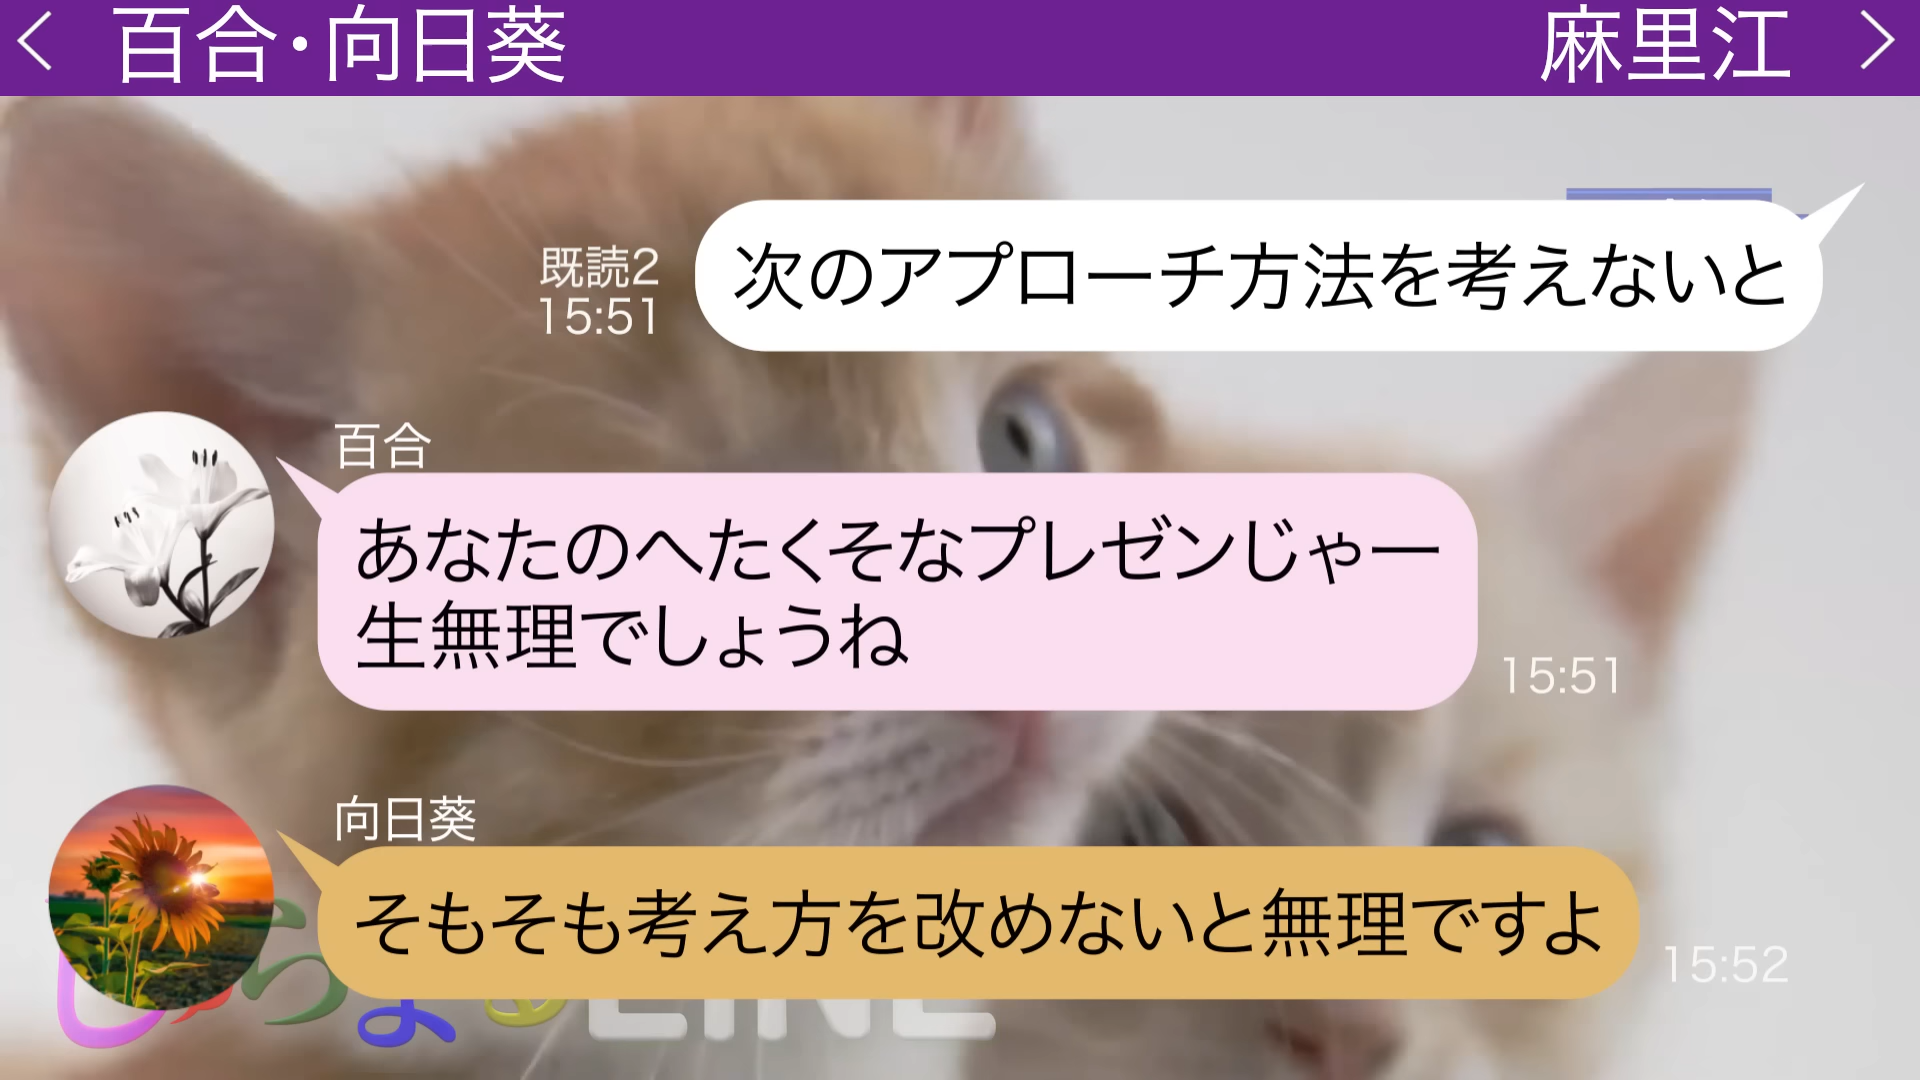 百合・向日葵
麻里江
次のアプローチ方法を考えないと
既読2
15:51
百合
あなたのへたくそなプレゼンじゃ一
生無理でしょうね
15:51
向日葵
そもそも考え方を改めないと無理ですよ
15:52
LINE